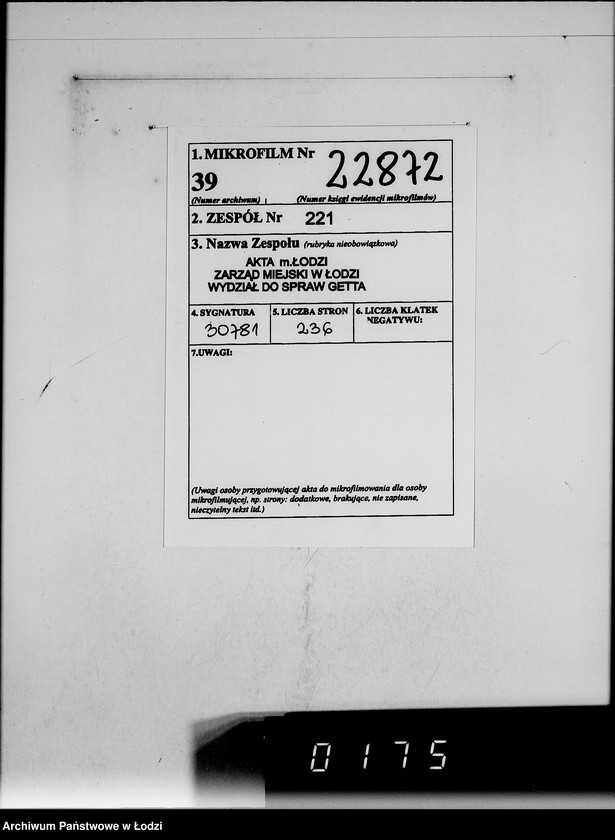 1. MIKROFILM Nr 22872
39
(Numer archiwum) (Numer księgi ewidencji mikrofilmów)
2. ZESPÓŁ Nr 221
3. Nazwa Zespołu (rubryka nieobowiązkowa)
AKTA m.ŁODZI
ZARZĄD MIEJSKI W ŁODZI
WYDZIAŁ DO SPRAW GETTA
4. SYGNATURA 5. LICZBA STRON 6. LICZBA KLATEK
NEGATYWU:
30781 236
7.UWAGI:
(Uwagi osoby przygotowującej akta do mikrofilmowania dla osoby
mikrofilmującej, np. strony: dodatkowe, brakujące, nie zapisane,
nieczytelny tekst itd.)
0175
Archiwum Państwowe w Łodzi